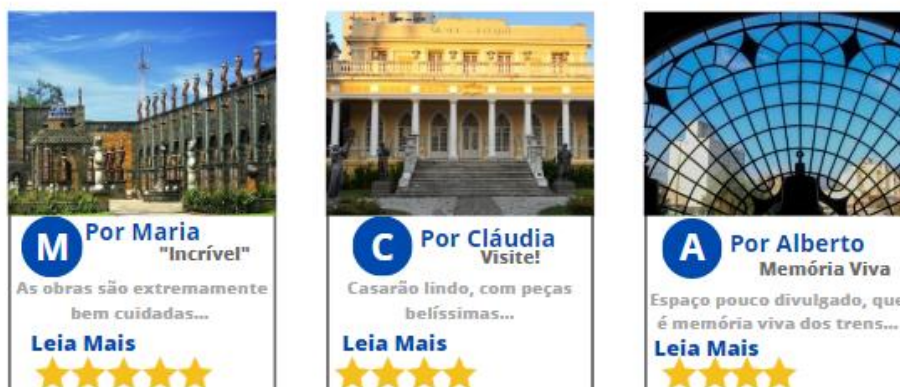 M
Por Maria
"Incrível"
As obras são extremamente
bem cuidadas...
Leia Mais
C
Por Cláudia
Visite!
Casarão lindo, com peças
belíssimas...
Leia Mais
A
Por Alberto
Memória Viva
Espaço pouco divulgado, que
é memória viva dos trens...
Leia Mais